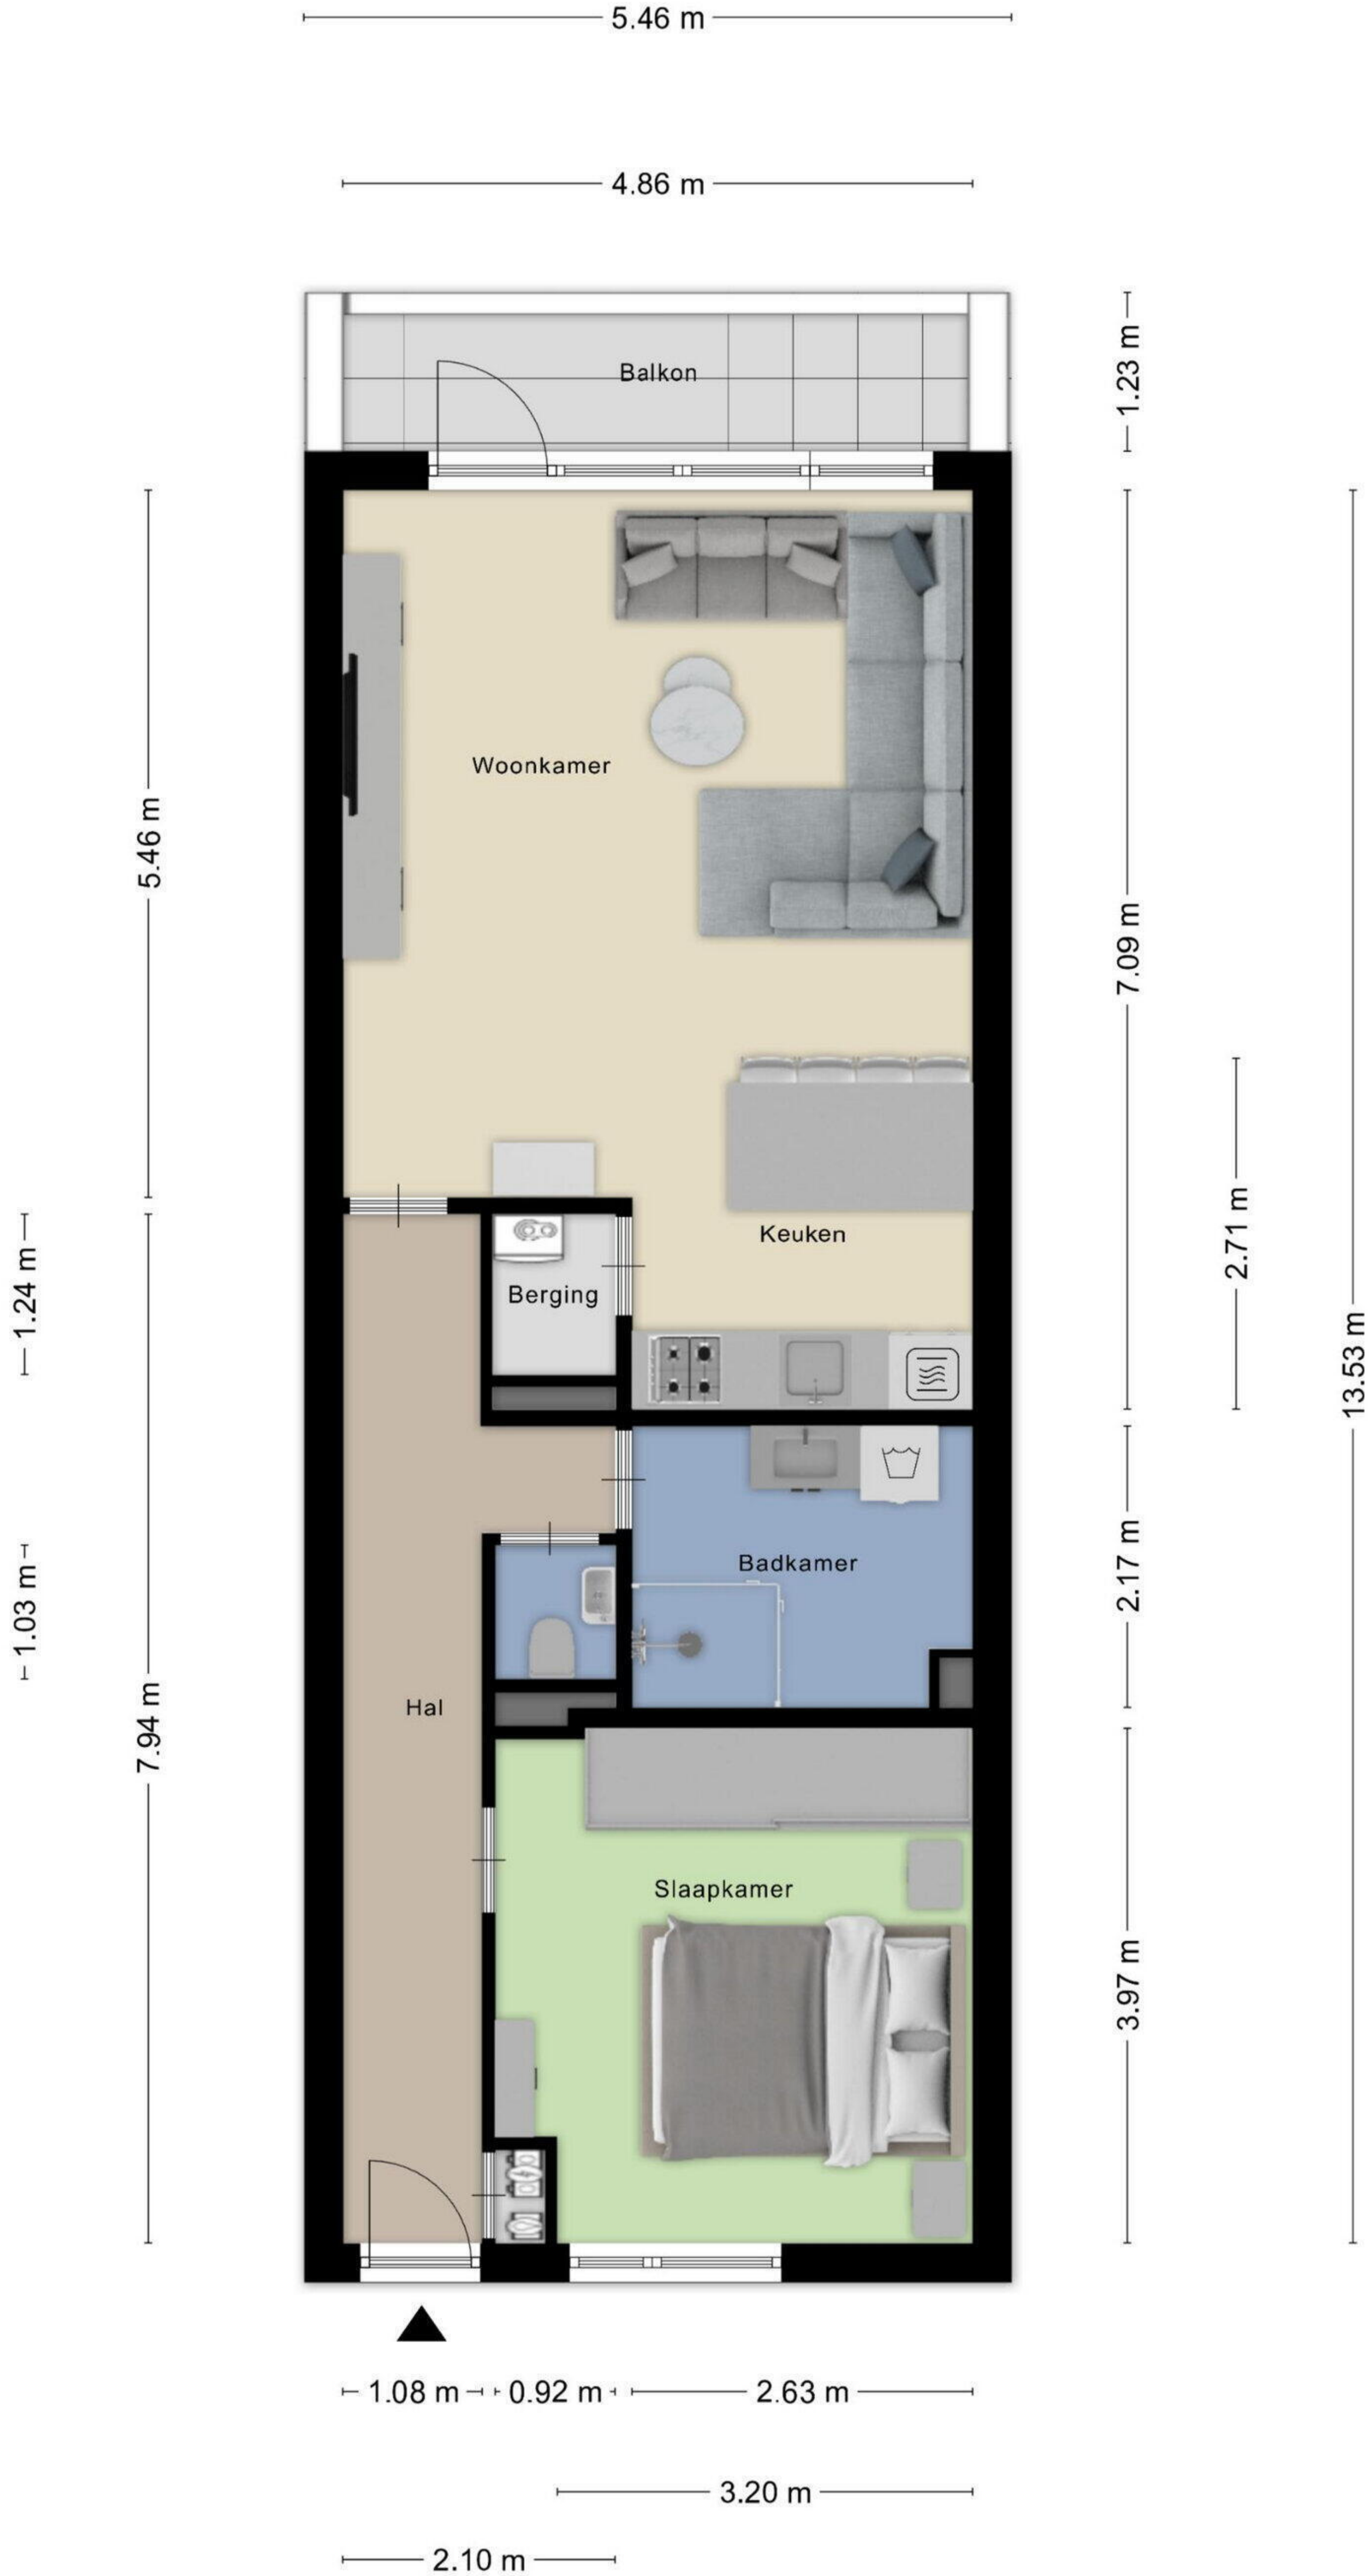 5.46 m
4.86 m
Balkon
1.23 m
Woonkamer
5.46 m
7.09 m
Keuken
2.71 m
1.24 m
Berging
13.53 m
Badkamer
2.17 m
1.03 m
Hal
7.94 m
Slaapkamer
3.97 m
1.08 m
0.92 m
2.63 m
3.20 m
2.10 m